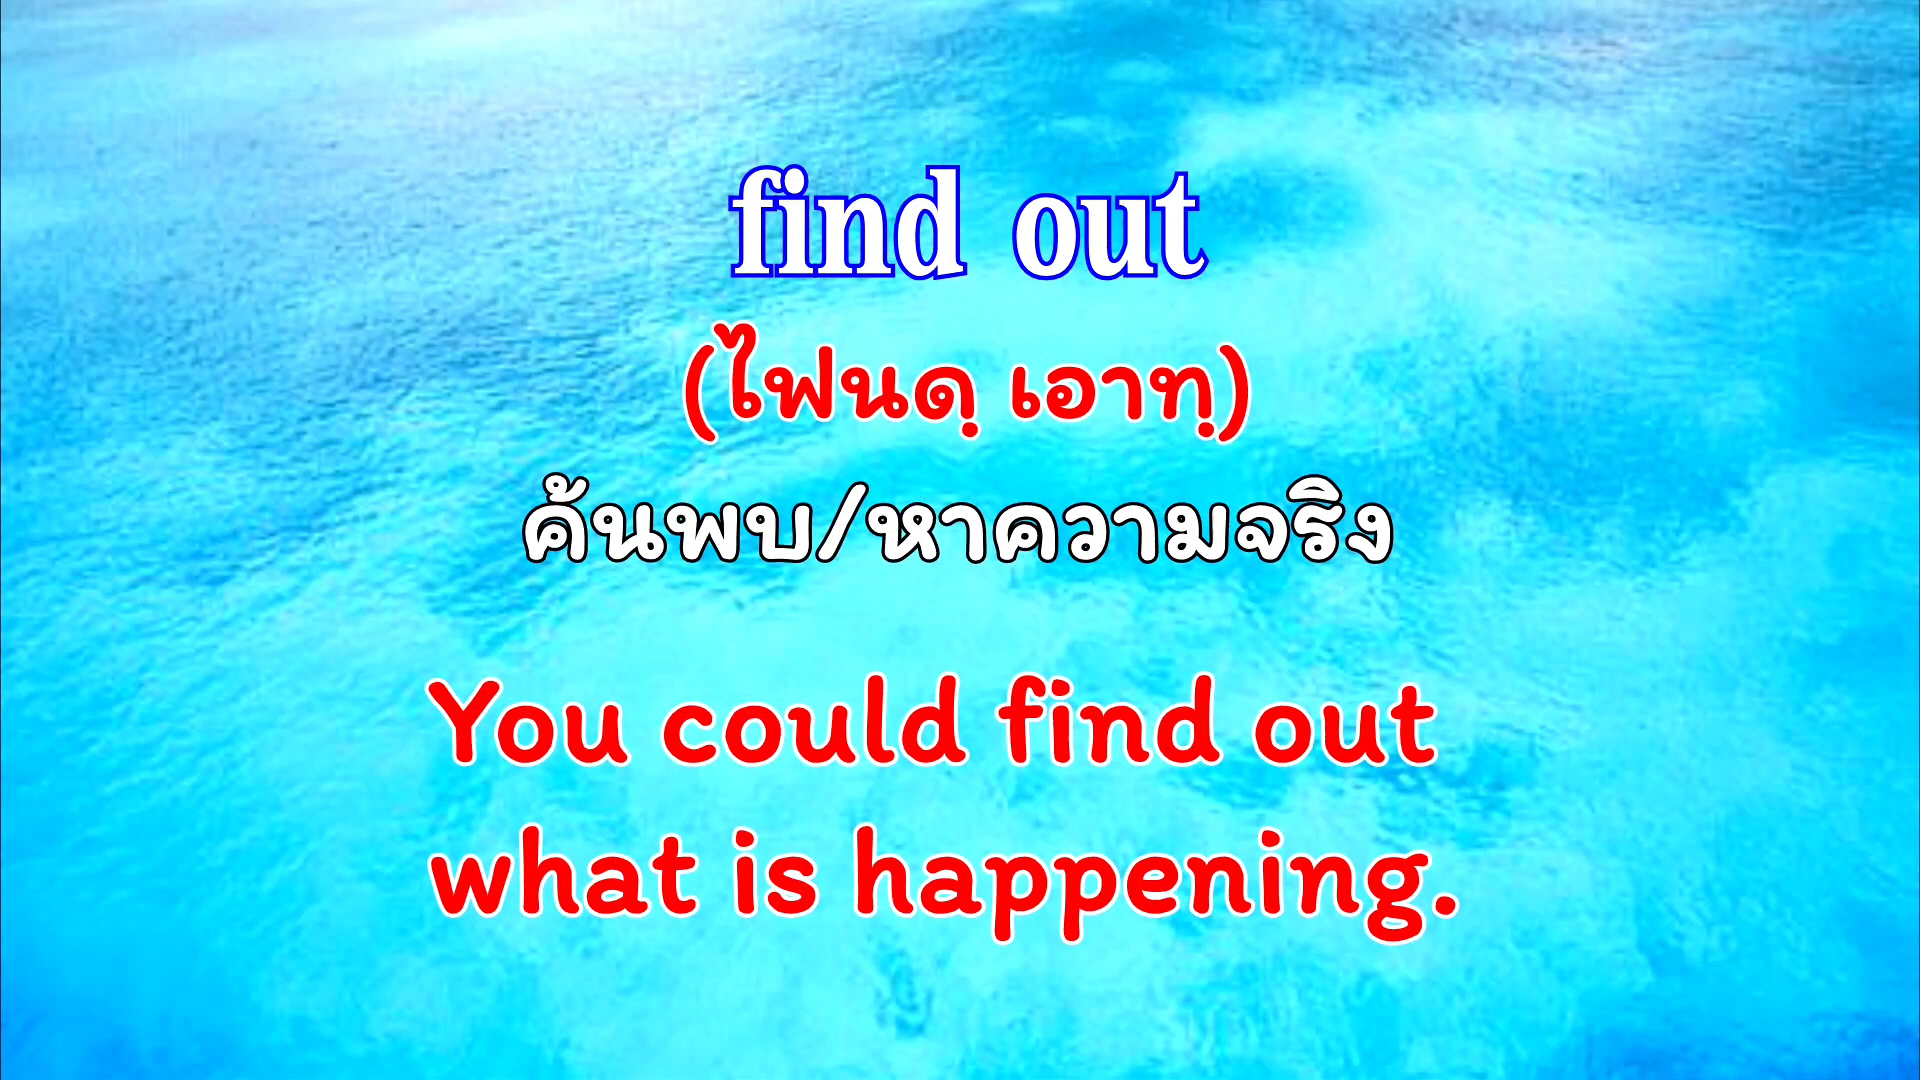 find out
(ไฟนดฺ เอาทฺ)
ค้นพบ/หาความจริง
You could find out
what is happening.